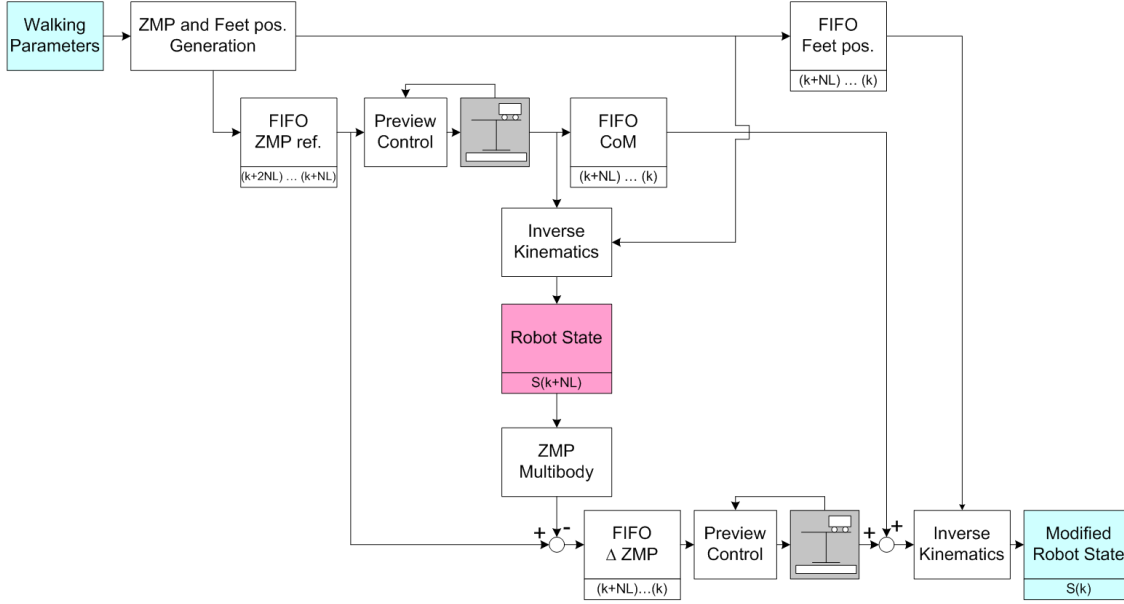 Walking
Parameters
ZMP and Feet pos.
Generation
FIFO
Feet pos.
(k+NL) … (k)
FIFO
ZMP ref.
(k+2NL) … (k+NL)
Preview
Control
FIFO
CoM
(k+NL) … (k)
Inverse
Kinematics
Robot State
S(k+NL)
ZMP
Multibody
+
-
FIFO
Δ ZMP
(k+NL)…(k)
Preview
Control
+
+
Inverse
Kinematics
Modified
Robot State
S(k)